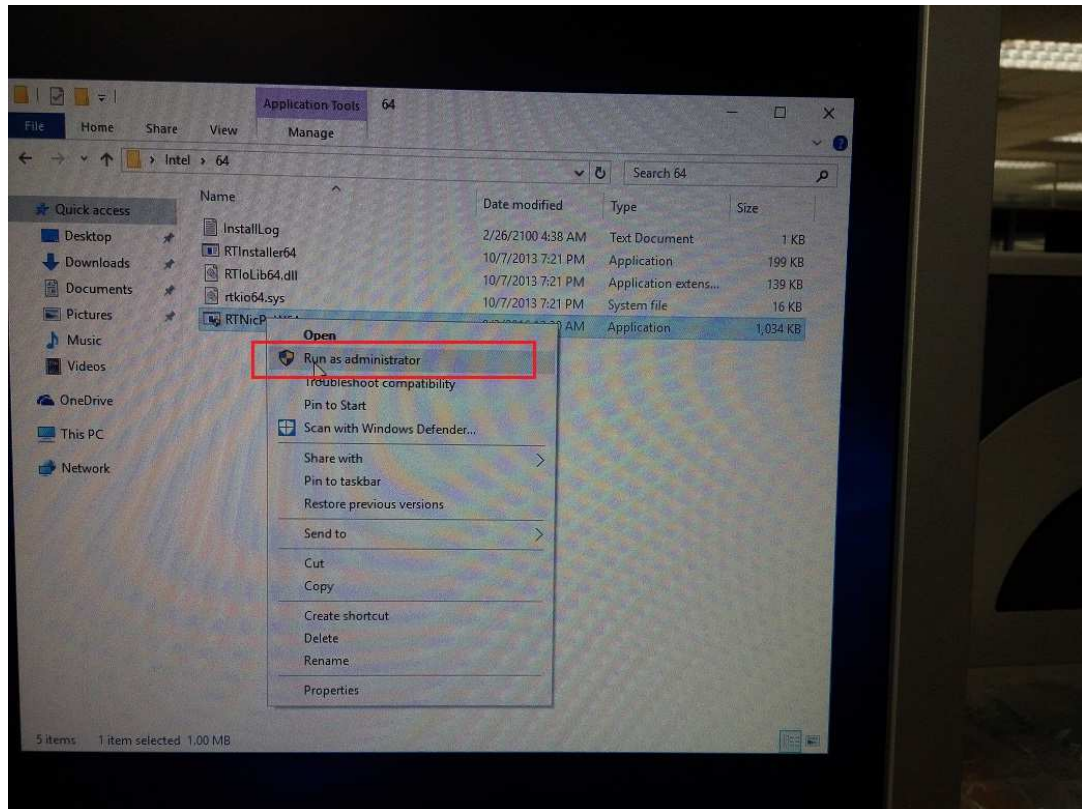 Application Tools 64
File Home Share View Manage
Intel > 64
Search 64
Name Date modified Type Size
Quick access
Desktop
Downloads
Documents
Pictures
Music
Videos
OneDrive
This PC
Network
InstallLog 2/26/2100 4:38 AM Text Document 1 KB
RTInstaller64 10/7/2013 7:21 PM Application 199 KB
RTIoLib64.dll 10/7/2013 7:21 PM Application extens... 139 KB
rtkio64.sys 10/7/2013 7:21 PM System file 16 KB
AM Application 1,034 KB
Open
Run as administrator
Troubleshoot compatibility
Pin to Start
Scan with Windows Defender...
Share with
Pin to taskbar
Restore previous versions
Send to
Cut
Copy
Create shortcut
Delete
Rename
Properties
5 items 1 item selected 1.00 MB